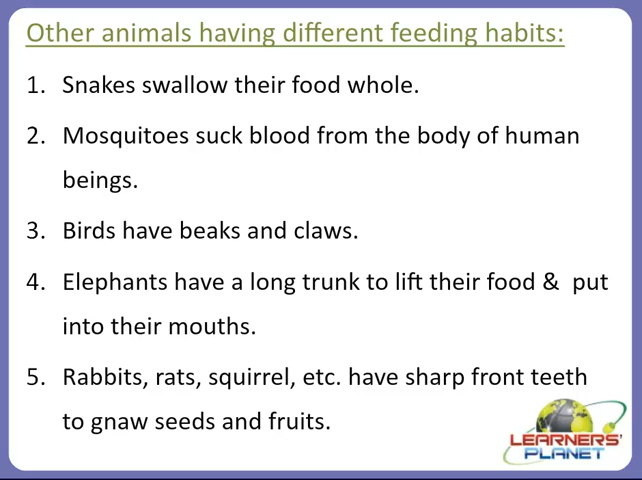 Other animals having different feeding habits:
1. Snakes swallow their food whole.
2. Mosquitoes suck blood from the body of human
beings.
3. Birds have beaks and claws.
4. Elephants have a long trunk to lift their food &  put
into their mouths.
5. Rabbits, rats, squirrel, etc. have sharp front teeth
to gnaw seeds and fruits.
LEARNERS'
PLANET